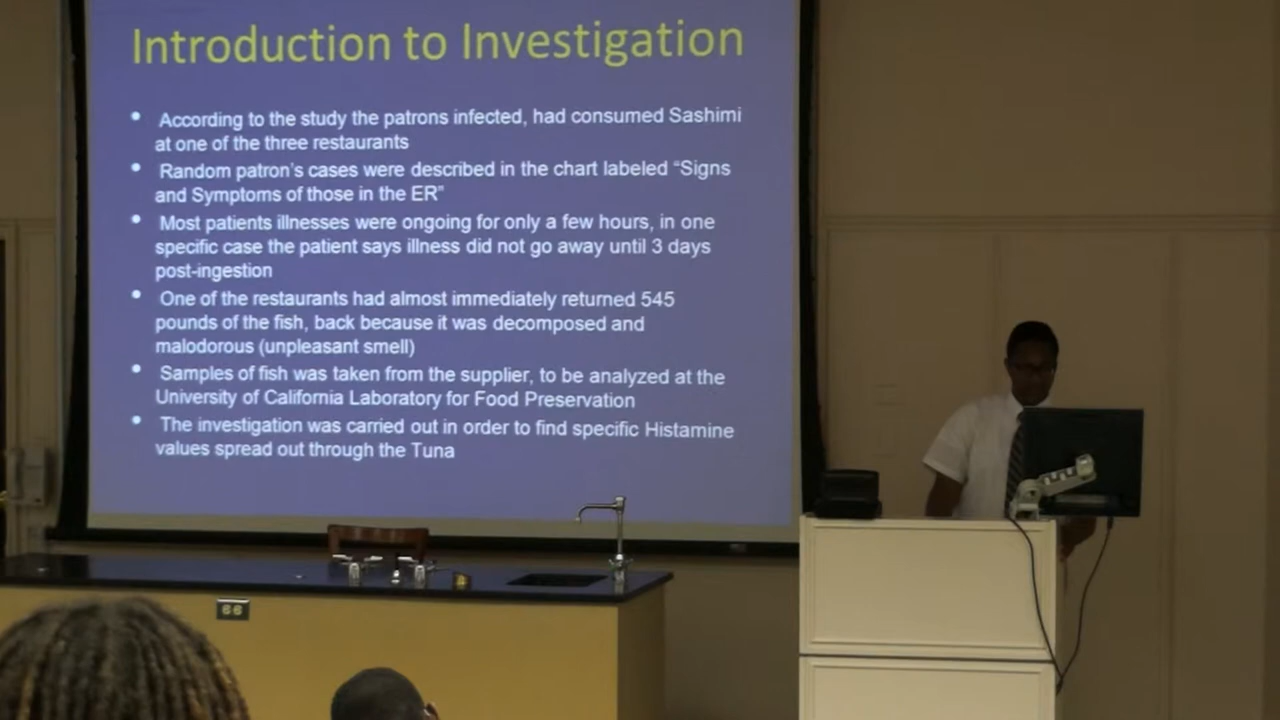 Introduction to Investigation
• According to the study the patrons infected, had consumed Sashimi
at one of the three restaurants
• Random patron's cases were described in the chart labeled “Signs
and Symptoms of those in the ER”
• Most patients illnesses were ongoing for only a few hours, in one
specific case the patient says illness did not go away until 3 days
post-ingestion
• One of the restaurants had almost immediately returned 545
pounds of the fish, back because it was decomposed and
malodorous (unpleasant smell)
• Samples of fish was taken from the supplier, to be analyzed at the
University of California Laboratory for Food Preservation
• The investigation was carried out in order to find specific Histamine
values spread out through the Tuna